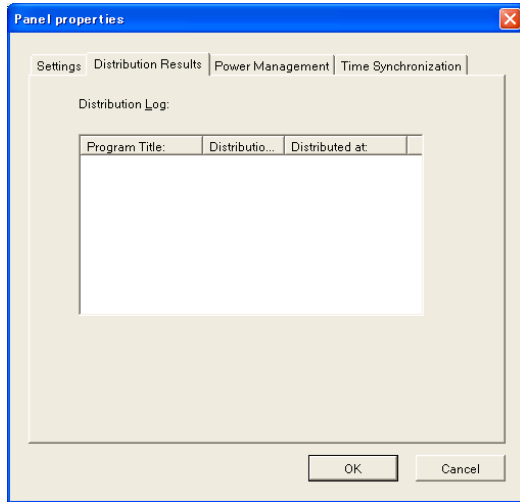 Panel properties
Settings Distribution Results Power Management Time Synchronization
Distribution Log:
Program Title: Distributio... Distributed at:
OK Cancel